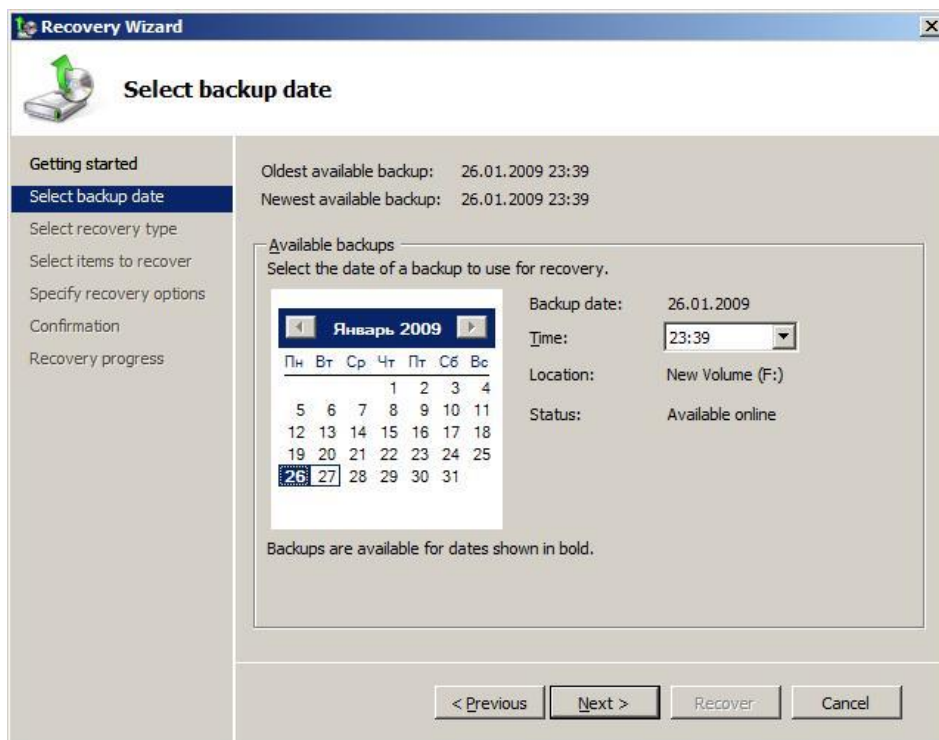 Recovery Wizard
Select backup date
Getting started
Select backup date
Select recovery type
Select items to recover
Specify recovery options
Confirmation
Recovery progress
Oldest available backup: 26.01.2009 23:39
Newest available backup: 26.01.2009 23:39
Available backups
Select the date of a backup to use for recovery.
Январь 2009
Пн Вт Ср Чт Пт Сб Вс
1 2 3 4
5 6 7 8 9 10 11
12 13 14 15 16 17 18
19 20 21 22 23 24 25
26 27 28 29 30 31
Backup date: 26.01.2009
Time: 23:39
Location: New Volume (F:)
Status: Available online
Backups are available for dates shown in bold.
< Previous Next > Recover Cancel